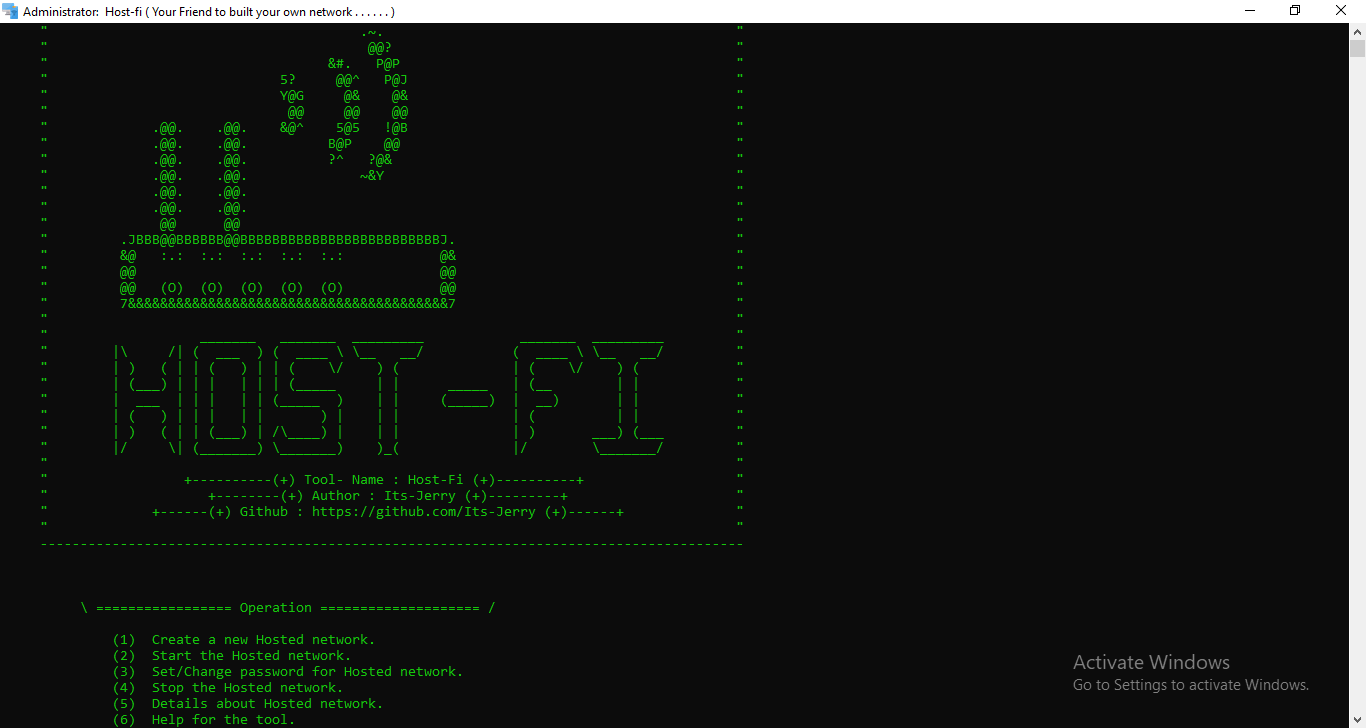 Administrator: Host-fi ( Your Friend to built your own network . . . . . . )
HOST-FI
+----------(+) Tool- Name : Host-Fi (+)----------+
+--------(+) Author : Its-Jerry (+)---------+
+------(+) Github : https://github.com/Its-Jerry (+)------+
\ ================= Operation ==================== /
(1) Create a new Hosted network.
(2) Start the Hosted network.
(3) Set/Change password for Hosted network.
(4) Stop the Hosted network.
(5) Details about Hosted network.
(6) Help for the tool.
Activate Windows
Go to Settings to activate Windows.